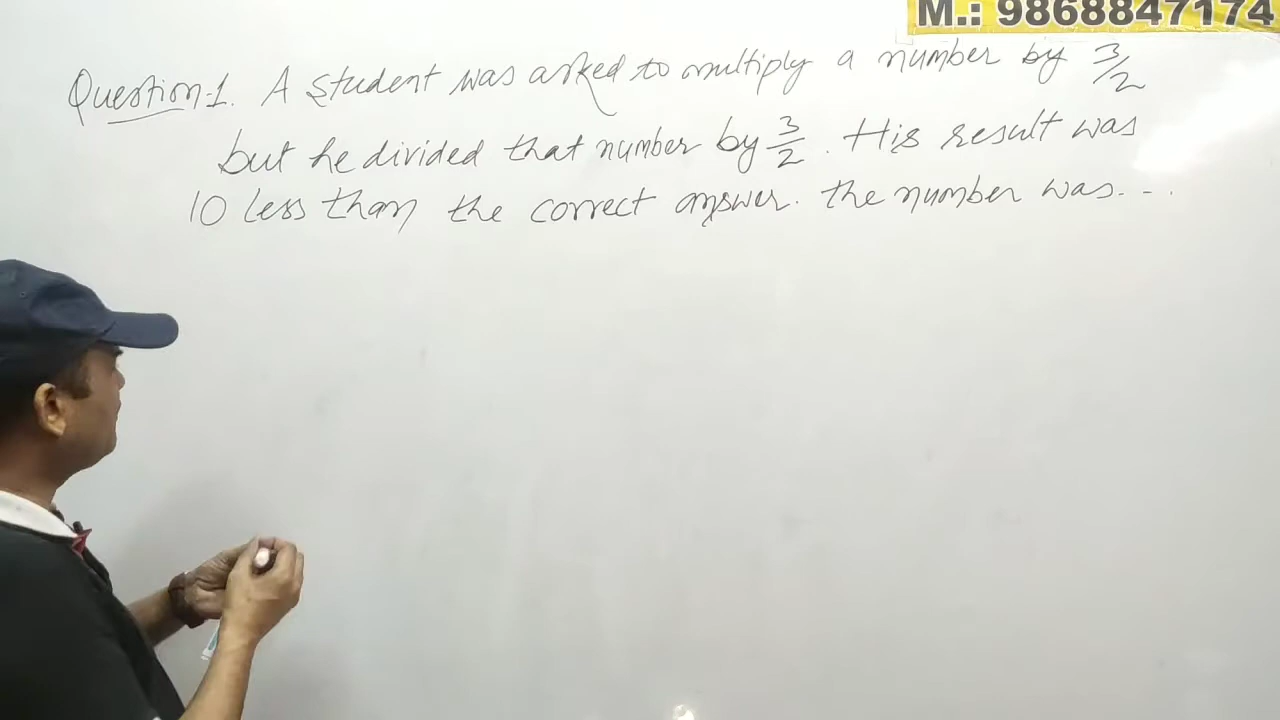 M.: 9868847174
Question-1. A student was asked to multiply a number by 3/2
but he divided that number by 3/2. His result was
10 less than the correct answer. the number was...